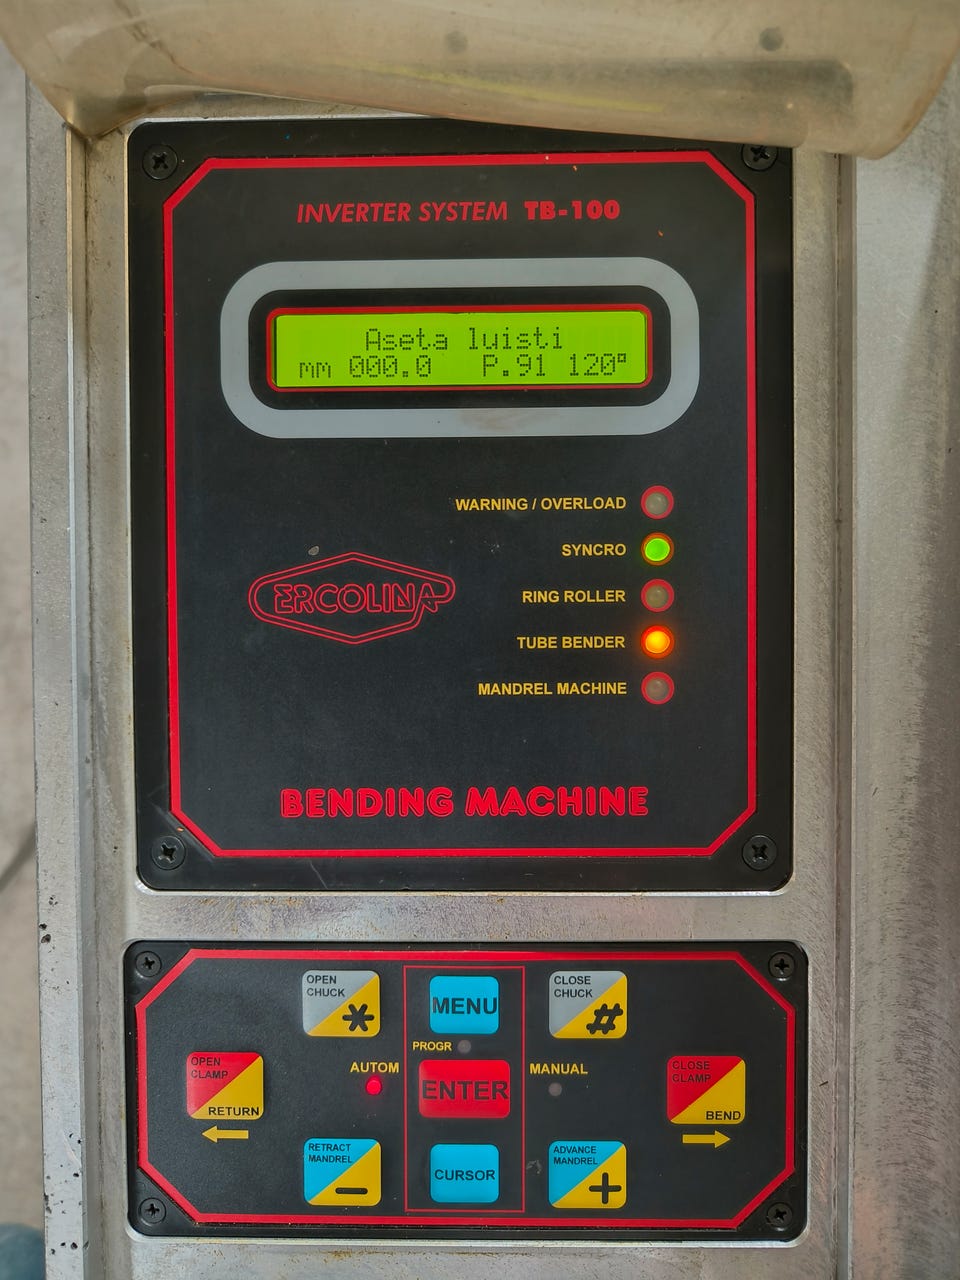 INVERTER SYSTEM TB-100
Aseta luisti
mm 000.0 P.91 120°
WARNING / OVERLOAD
SYNCRO
RING ROLLER
TUBE BENDER
MANDREL MACHINE
ERCOLINA
BENDING MACHINE
OPEN
CHUCK
*
MENU
CLOSE
CHUCK
#
PROGR
AUTOM
MANUAL
OPEN
CLAMP
RETURN
ENTER
CLOSE
CLAMP
BEND
RETRACT
MANDREL
−
CURSOR
ADVANCE
MANDREL
+